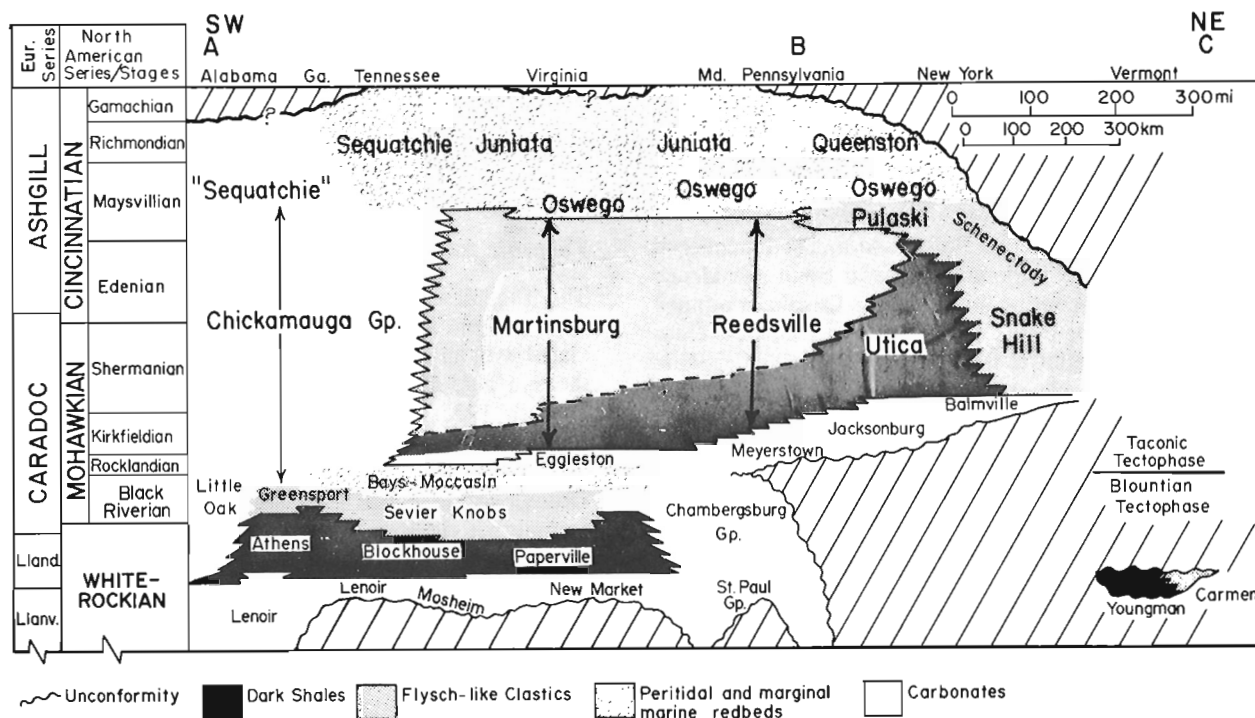 SW
A
B
NE
C
Eur.
Series
North
American
Series/Stages
Alabama Ga. Tennessee Virginia Md. Pennsylvania New York Vermont
0 100 200 300 mi
0 100 200 300 km
ASHGILL
CARADOC
Lland.
Llanv.
CINCINNATIAN
MOHAWKIAN
WHITE-
ROCKIAN
Gamachian
Richmondian
Maysvillian
Edenian
Shermanian
Kirkfieldian
Rocklandian
Black
Riverian
?
?
Sequatchie Juniata Juniata Queenston
"Sequatchie"
Oswego Oswego Oswego
Pulaski
Schenectady
Chickamauga Gp. Martinsburg Reedsville Utica
Snake
Hill
Balmville
Jacksonburg
Meyerstown
Eggleston
Bays-Moccasin
Little
Oak
Greensport
Sevier Knobs
Chambersburg
Gp.
Athens
Blockhouse
Paperville
Lenoir
Mosheim
New Market
St. Paul
Gp.
Lenoir
Taconic
Tectophase
Blountian
Tectophase
Youngman
Carmen
Unconformity
Dark Shales
Flysch-like Clastics
Peritidal and marginal
marine redbeds
Carbonates